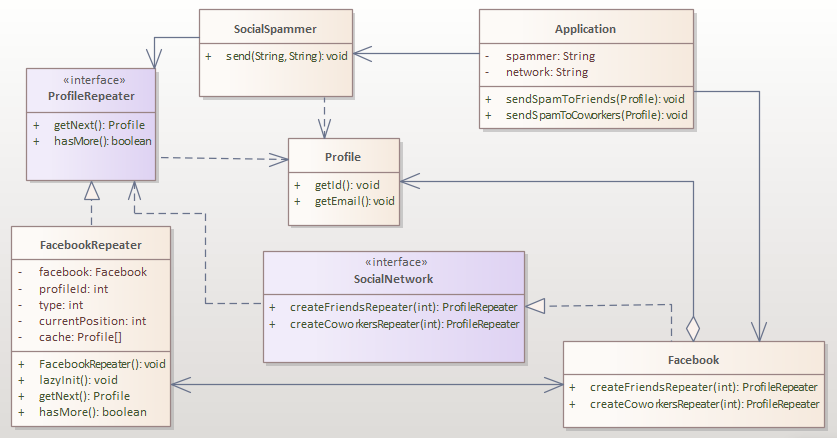 SocialSpammer
+ send(String, String): void
Application
- spammer: String
- network: String
+ sendSpamToFriends(Profile): void
+ sendSpamToCoworkers(Profile): void
«interface»
ProfileRepeater
+ getNext(): Profile
+ hasMore(): boolean
Profile
+ getId(): void
+ getEmail(): void
FacebookRepeater
- facebook: Facebook
- profileId: int
- type: int
- currentPosition: int
- cache: Profile[]
+ FacebookRepeater(): void
+ lazyInit(): void
+ getNext(): Profile
+ hasMore(): boolean
«interface»
SocialNetwork
+ createFriendsRepeater(int): ProfileRepeater
+ createCoworkersRepeater(int): ProfileRepeater
Facebook
+ createFriendsRepeater(int): ProfileRepeater
+ createCoworkersRepeater(int): ProfileRepeater